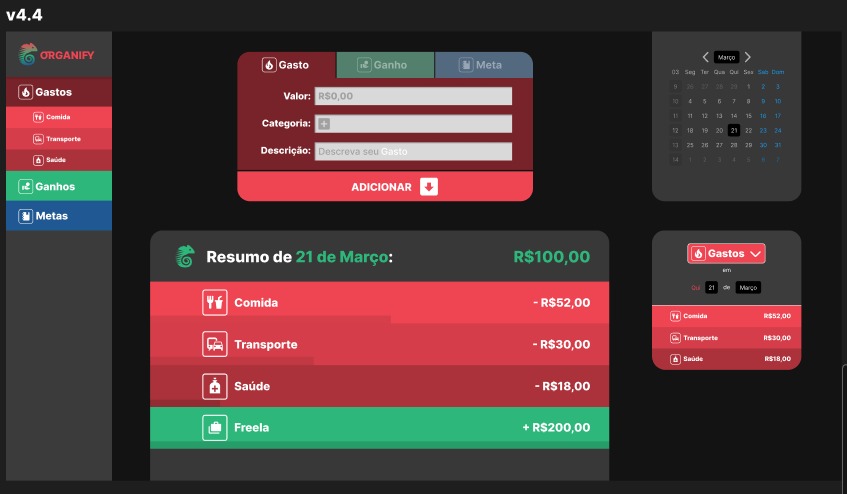 v4.4
ORGANIFY
Gastos
Comida
Transporte
Saúde
Ganhos
Metas
Gasto
Ganho
Meta
Valor: R$0,00
Categoria:
Descrição: Descreva seu Gasto
ADICIONAR
Março
03 Seg Ter Qua Qui Sex Sab Dom
9 26 27 28 29 1 2 3
10 4 5 6 7 8 9 10
11 11 12 13 14 15 16 17
12 18 19 20 21 22 23 24
13 25 26 27 28 29 30 31
14 1 2 3 4 5 6 7
Resumo de 21 de Março: R$100,00
Comida - R$52,00
Transporte - R$30,00
Saúde - R$18,00
Freela + R$200,00
Gastos
em
Qui 21 de Março
Comida R$52,00
Transporte R$30,00
Saúde R$18,00